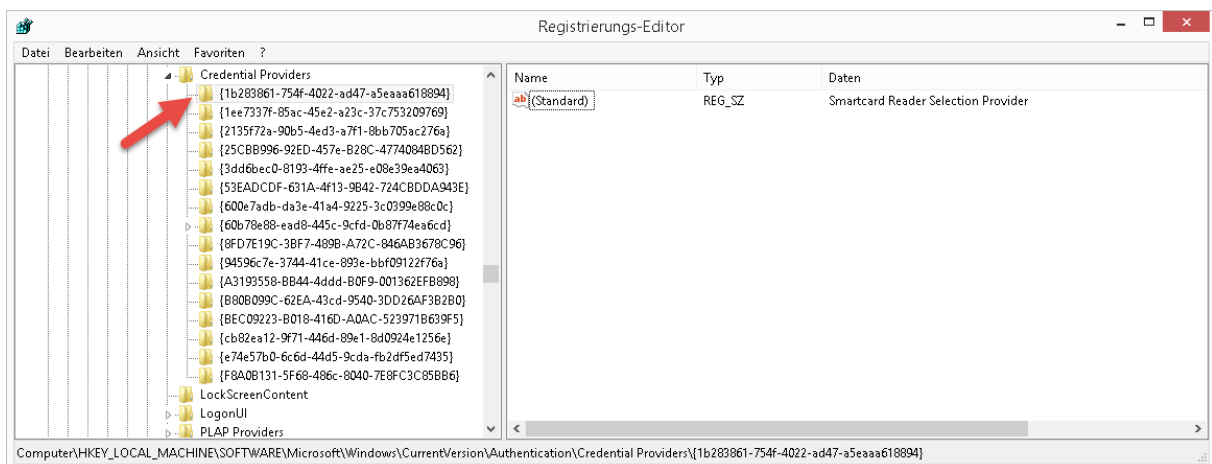 Registrierungs-Editor
Datei Bearbeiten Ansicht Favoriten ?
Credential Providers
{1b283861-754f-4022-ad47-a5eaaa618894}
{1ee7337f-85ac-45e2-a23c-37c753209769}
{2135f72a-90b5-4ed3-a7f1-8bb705ac276a}
{25CBB996-92ED-457e-B28C-4774084BD562}
{3dd6bec0-8193-4ffe-ae25-e08e39ea4063}
{53EADCDF-631A-4f13-9B42-724CBDDA943E}
{600e7adb-da3e-41a4-9225-3c0399e88c0c}
{60b78e88-ead8-445c-9cfd-0b87f74ea6cd}
{8FD7E19C-3BF7-489B-A72C-846AB3678C96}
{94596c7e-3744-41ce-893e-bbf09122f76a}
{A3193558-BB44-4ddd-B0F9-001362EFB898}
{B80B099C-62EA-43cd-9540-3DD26AF3B2B0}
{BEC09223-B018-416D-A0AC-523971B639F5}
{cb82ea12-9f71-446d-89e1-8d0924e1256e}
{e74e57b0-6c6d-44d5-9cda-fb2df5ed7435}
{F8A0B131-5F68-486c-8040-7E8FC3C85BB6}
LockScreenContent
LogonUI
PLAP Providers
Name Typ Daten
ab (Standard) REG_SZ Smartcard Reader Selection Provider
Computer\HKEY_LOCAL_MACHINE\SOFTWARE\Microsoft\Windows\CurrentVersion\Authentication\Credential Providers\{1b283861-754f-4022-ad47-a5eaaa618894}